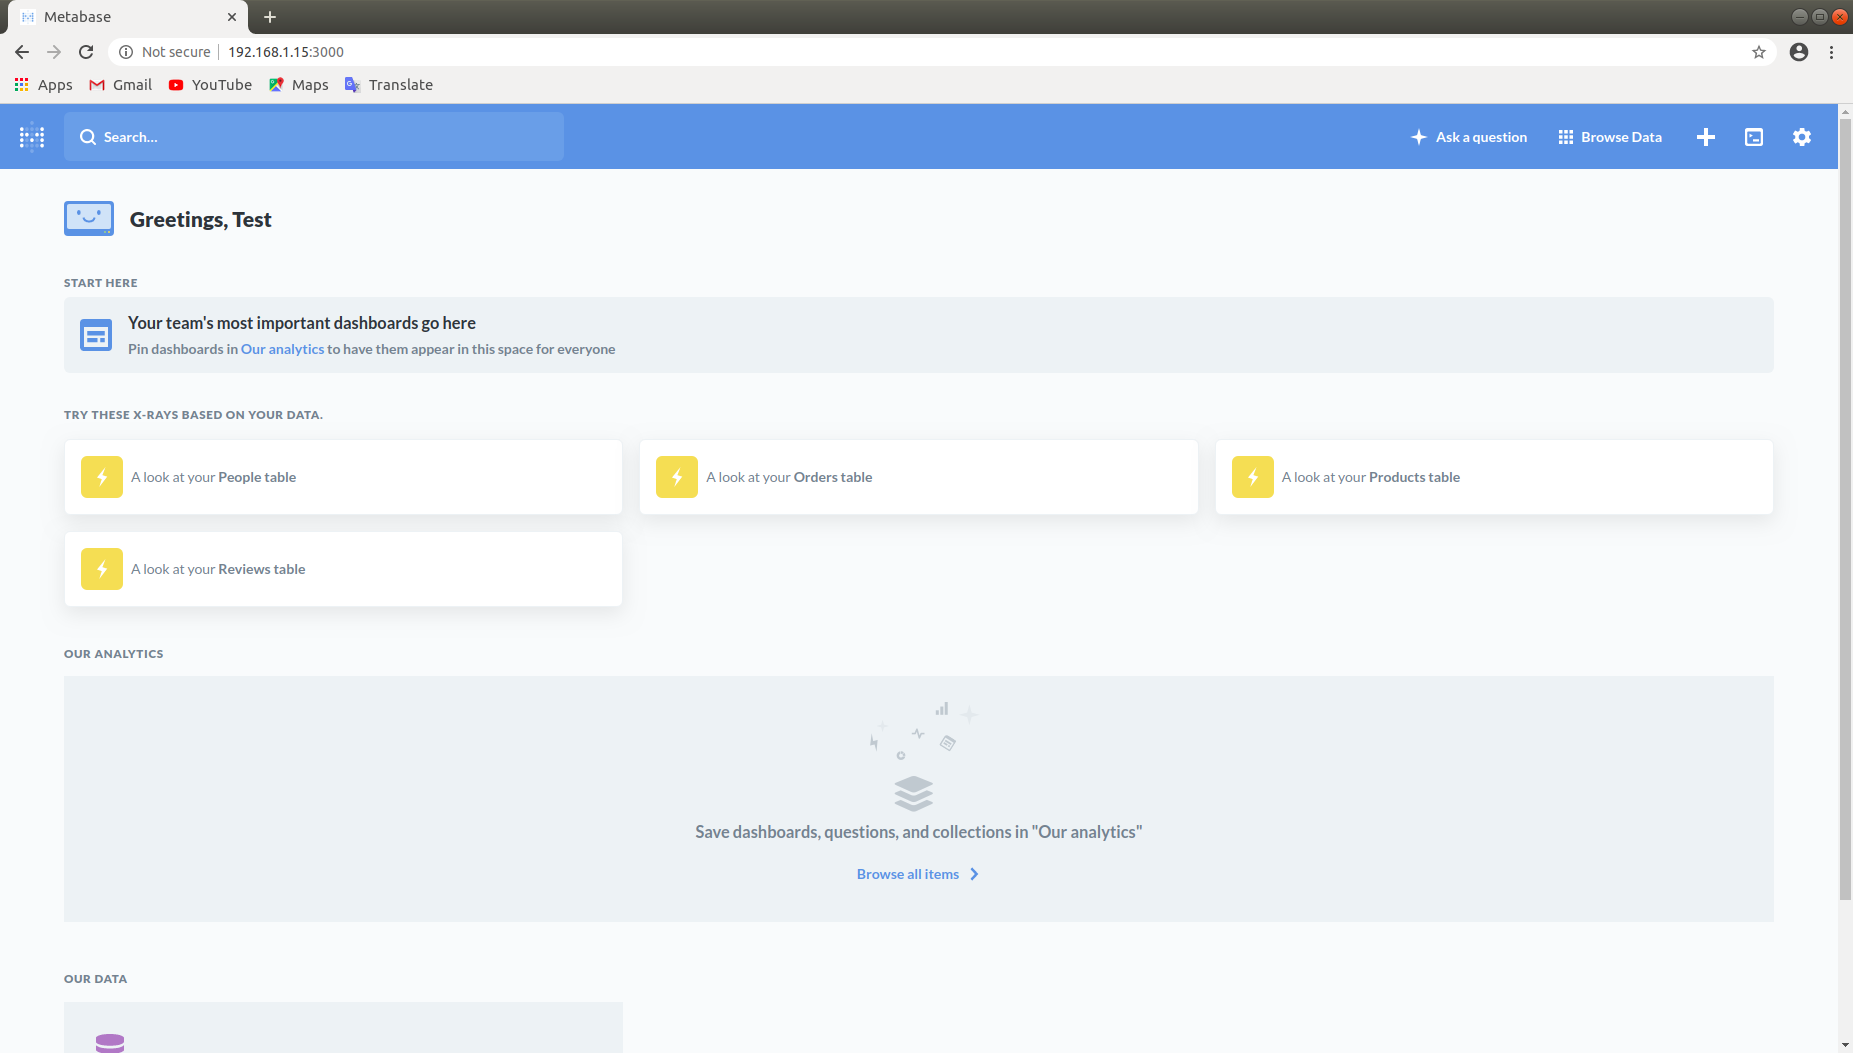 Metabase
Not secure 192.168.1.15:3000
Apps Gmail YouTube Maps Translate
Search...
Ask a question Browse Data
Greetings, Test
START HERE
Your team's most important dashboards go here
Pin dashboards in Our analytics to have them appear in this space for everyone
TRY THESE X-RAYS BASED ON YOUR DATA.
A look at your People table
A look at your Orders table
A look at your Products table
A look at your Reviews table
OUR ANALYTICS
Save dashboards, questions, and collections in "Our analytics"
Browse all items
OUR DATA